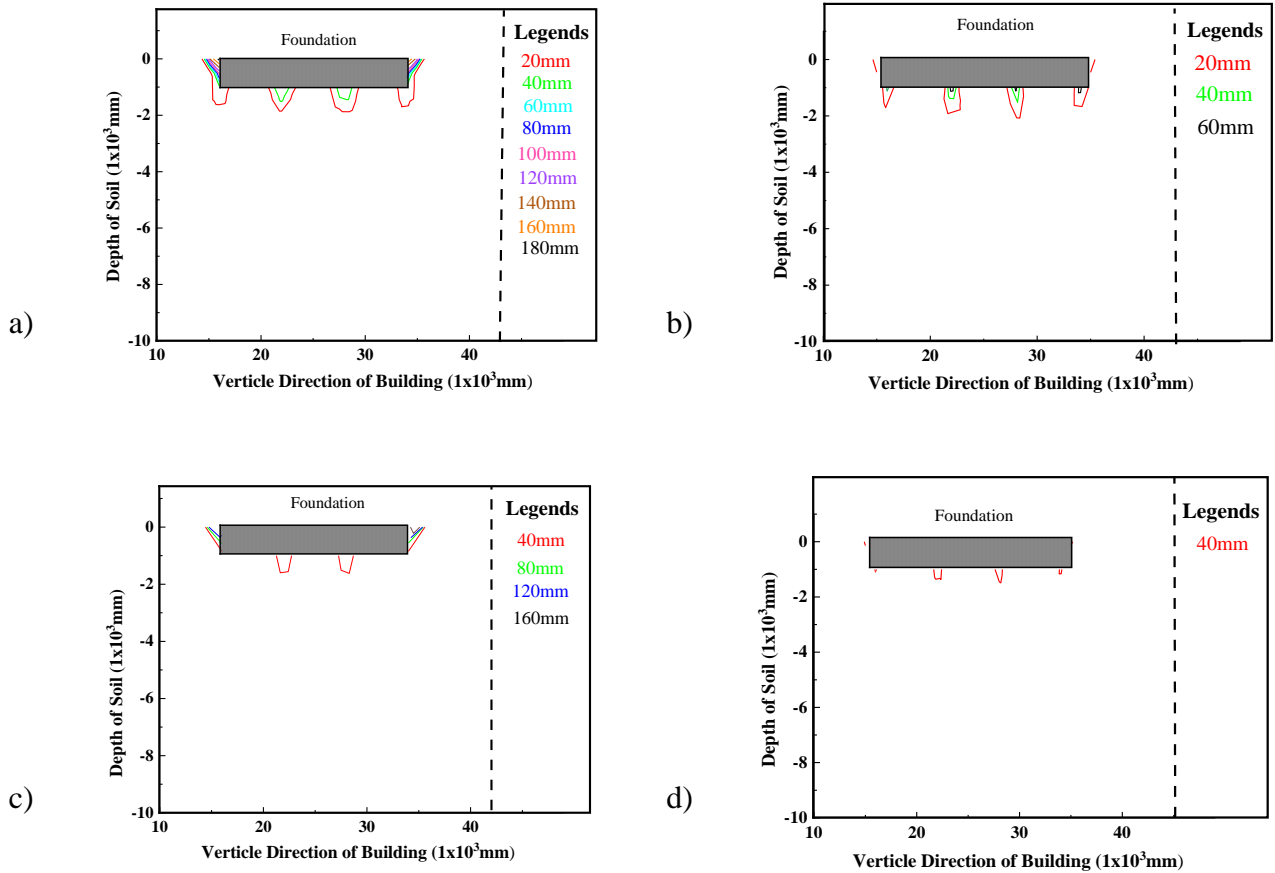 a)
Foundation
Legends
20mm
40mm
60mm
80mm
100mm
120mm
140mm
160mm
180mm
Depth of Soil (1x10³mm)
0
-2
-4
-6
-8
-10
10
20
30
40
Verticle Direction of Building (1x10³mm)
b)
Foundation
Legends
20mm
40mm
60mm
Depth of Soil (1x10³mm)
0
-2
-4
-6
-8
-10
10
20
30
40
Verticle Direction of Building (1x10³mm)
c)
Foundation
Legends
40mm
80mm
120mm
160mm
Depth of Soil (1x10³mm)
0
-2
-4
-6
-8
-10
10
20
30
40
Verticle Direction of Building (1x10³mm)
d)
Foundation
Legends
40mm
Depth of Soil (1x10³mm)
0
-2
-4
-6
-8
-10
10
20
30
40
Verticle Direction of Building (1x10³mm)